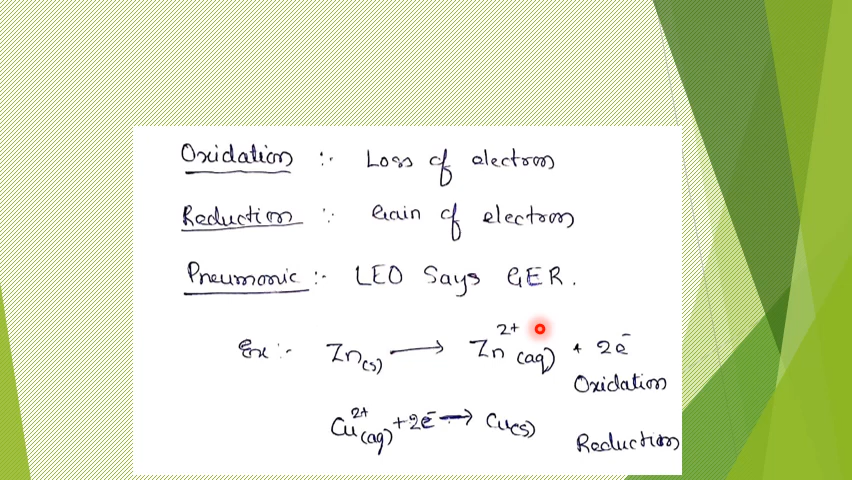 Oxidation :- Loss of electron
Reduction :- Gain of electron
Pneumonic :- LEO Says GER.
Ex :- Zn(s) → Zn²⁺(aq) + 2e⁻
Oxidation
Cu²⁺(aq) + 2e⁻ → Cu(s)
Reduction